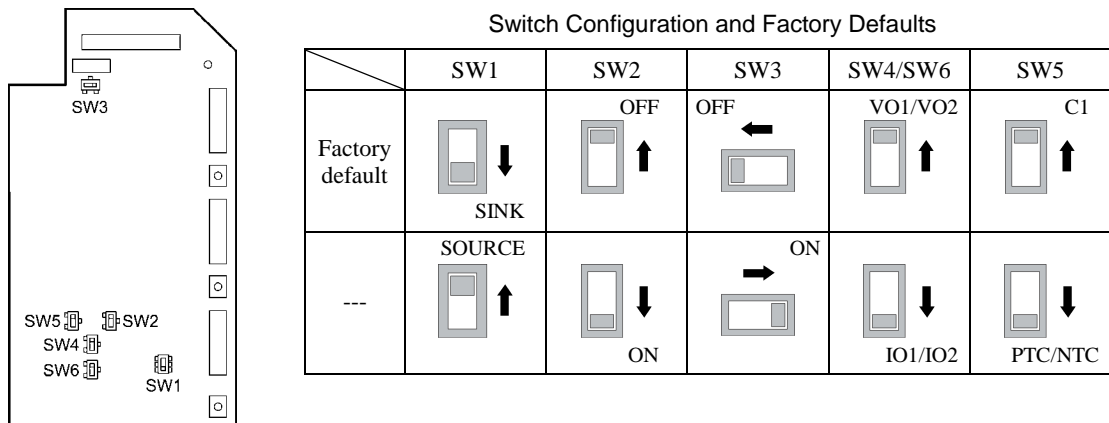 Switch Configuration and Factory Defaults
SW1 SW2 SW3 SW4/SW6 SW5
Factory default
SINK
OFF
OFF
VO1/VO2
C1
---
SOURCE
ON
ON
IO1/IO2
PTC/NTC
SW3
SW5
SW2
SW4
SW6
SW1